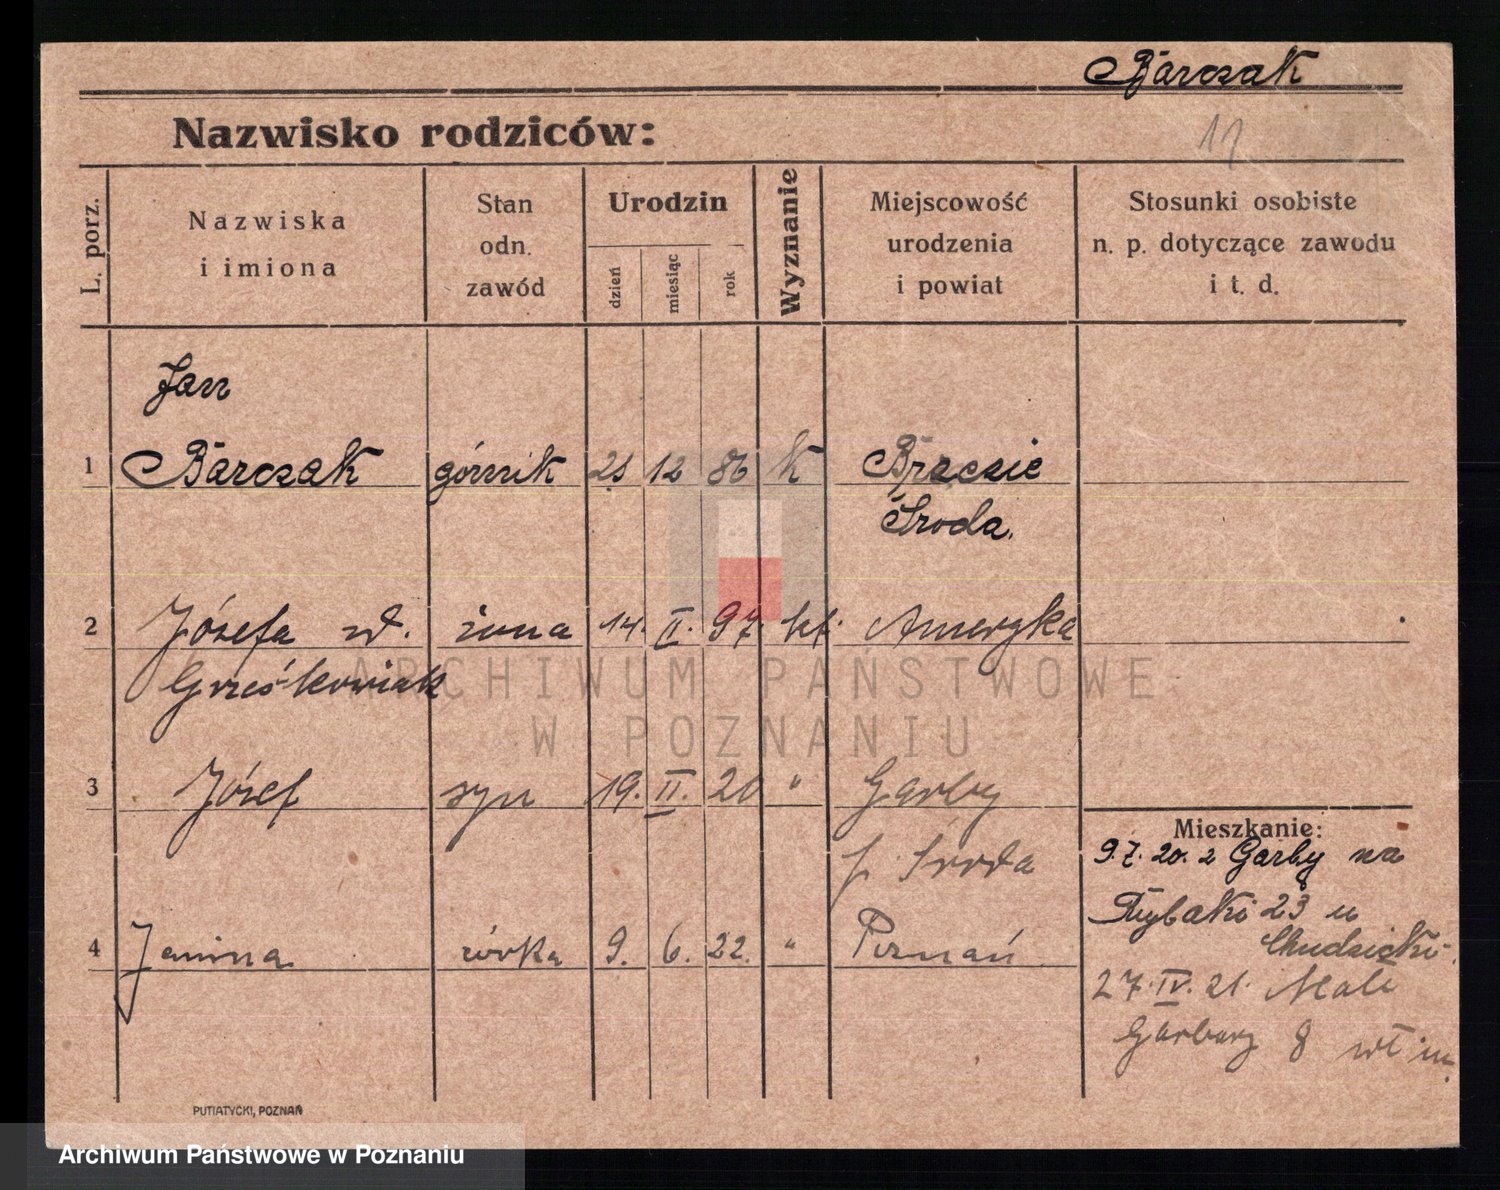 Barczak
Nazwisko rodziców:
17
L. porz.
Nazwiska
i imiona
Stan
odn.
zawód
Urodzin
dzień
miesiąc
rok
Wyznanie
Miejscowość
urodzenia
i powiat
Stosunki osobiste
n. p. dotyczące zawodu
i t. d.
Jan
1 Barczak górnik 21 12 86 k
Środa.
2 Józefa zd. żona 14. II. 97. kat. Ameryka
Grześkowiak
3 Józef syn 19. II. 20 " Garby
p. Środa
Mieszkanie:
9.7.20. z Garby na
Rybaki 23 u
4 Janina córka 9. 6. 22. " Poznań
27.IV.21. Małe
Garbary 8
PUTIATYCKI, POZNAŃ
ARCHIWUM PAŃSTWOWE
W POZNANIU
Archiwum Państwowe w Poznaniu